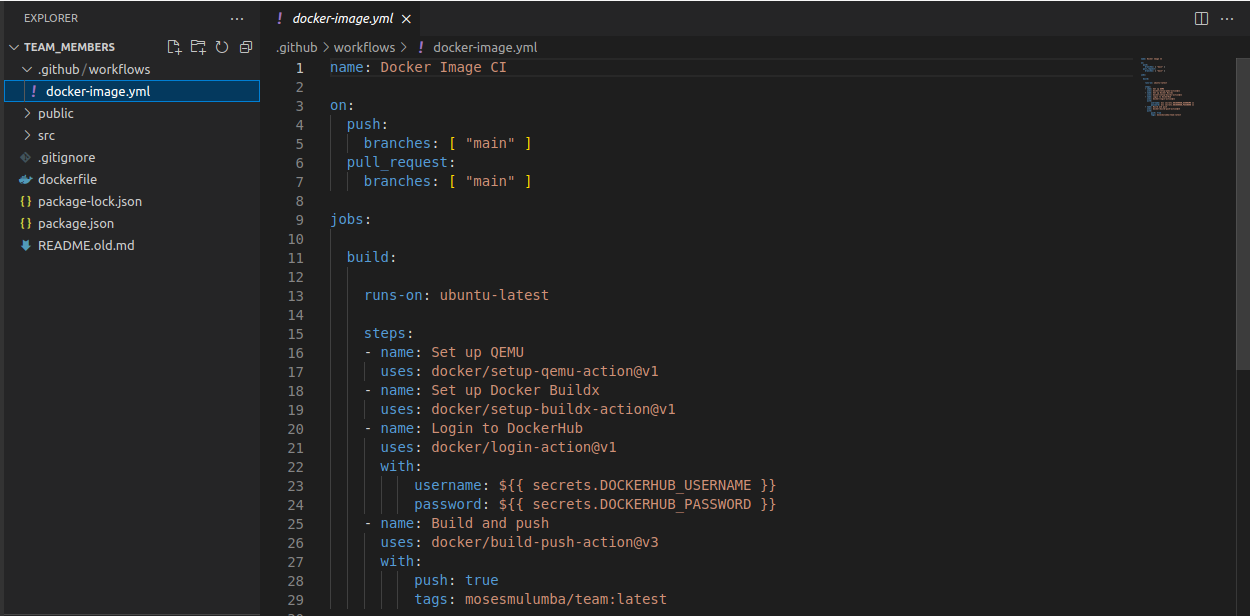 EXPLORER
TEAM_MEMBERS
.github / workflows
docker-image.yml
public
src
.gitignore
dockerfile
package-lock.json
package.json
README.old.md
docker-image.yml
.github > workflows > ! docker-image.yml
1 name: Docker Image CI
2
3 on:
4 push:
5 branches: [ "main" ]
6 pull_request:
7 branches: [ "main" ]
8
9 jobs:
10
11 build:
12
13 runs-on: ubuntu-latest
14
15 steps:
16 - name: Set up QEMU
17 uses: docker/setup-qemu-action@v1
18 - name: Set up Docker Buildx
19 uses: docker/setup-buildx-action@v1
20 - name: Login to DockerHub
21 uses: docker/login-action@v1
22 with:
23 username: ${{ secrets.DOCKERHUB_USERNAME }}
24 password: ${{ secrets.DOCKERHUB_PASSWORD }}
25 - name: Build and push
26 uses: docker/build-push-action@v3
27 with:
28 push: true
29 tags: mosesmulumba/team:latest